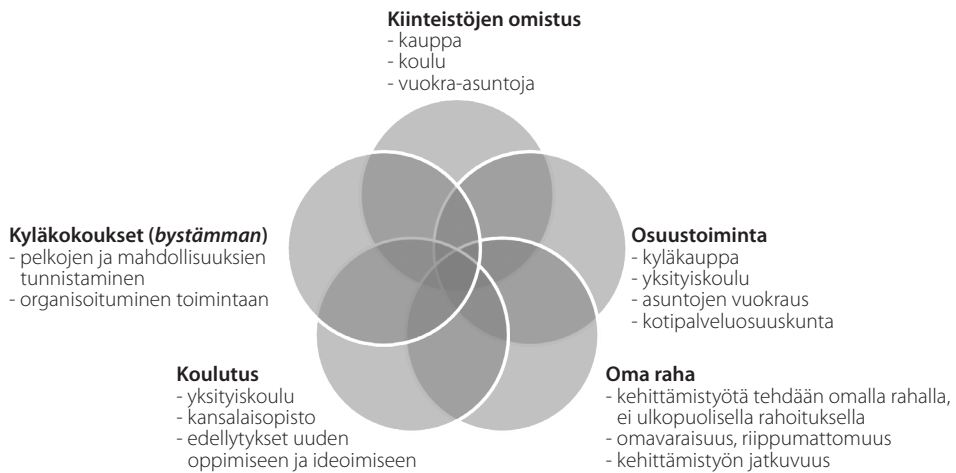 Kiinteistöjen omistus
- kauppa
- koulu
- vuokra-asuntoja
Kyläkokoukset (bystämman)
- pelkojen ja mahdollisuuksien
tunnistaminen
- organisoituminen toimintaan
Osuustoiminta
- kyläkauppa
- yksityiskoulu
- asuntojen vuokraus
- kotipalveluosuuskunta
Koulutus
- yksityiskoulu
- kansalaisopisto
- edellytykset uuden
oppimiseen ja ideoimiseen
Oma raha
- kehittämistyötä tehdään omalla rahalla,
ei ulkopuolisella rahoituksella
- omavaraisuus, riippumattomuus
- kehittämistyön jatkuvuus